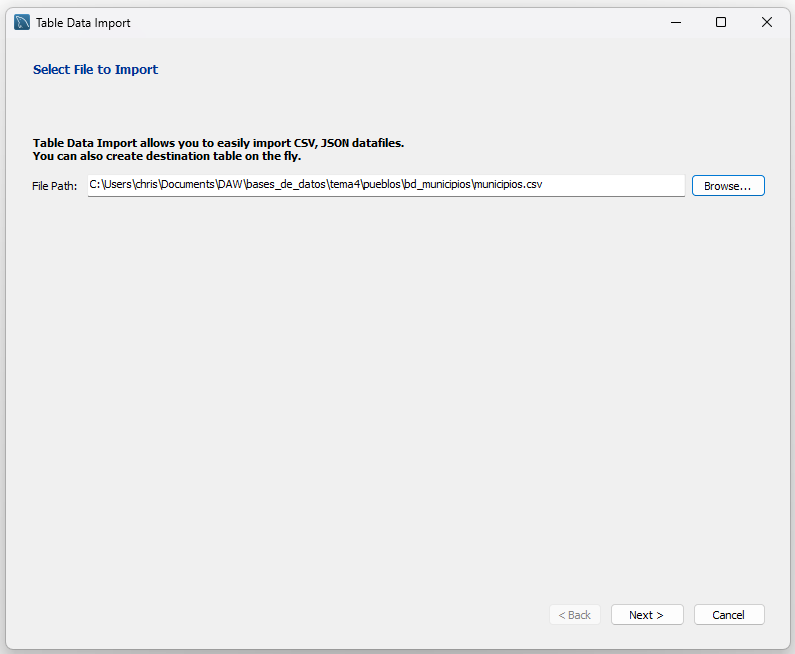 Table Data Import
Select File to Import
Table Data Import allows you to easily import CSV, JSON datafiles.
You can also create destination table on the fly.
File Path: C:\Users\chris\Documents\DAW\bases_de_datos\tema4\pueblos\bd_municipios\municipios.csv Browse...
< Back Next > Cancel